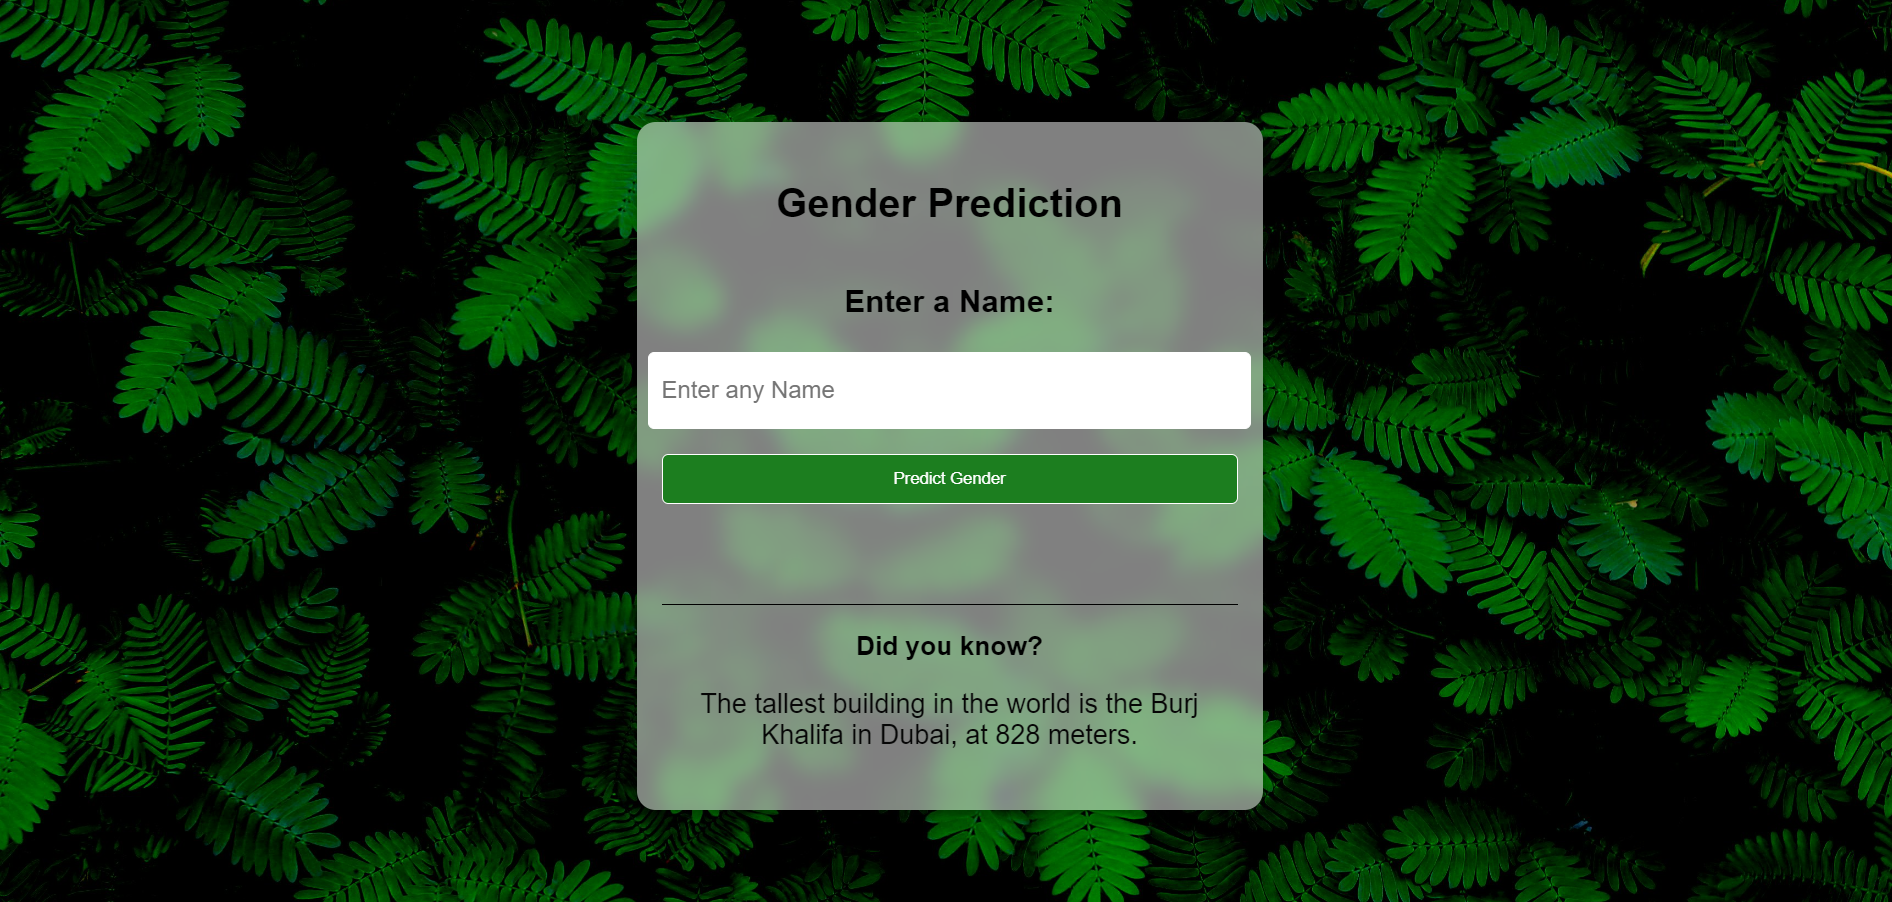 Gender Prediction
Enter a Name:
Enter any Name
Predict Gender
Did you know?
The tallest building in the world is the Burj
Khalifa in Dubai, at 828 meters.